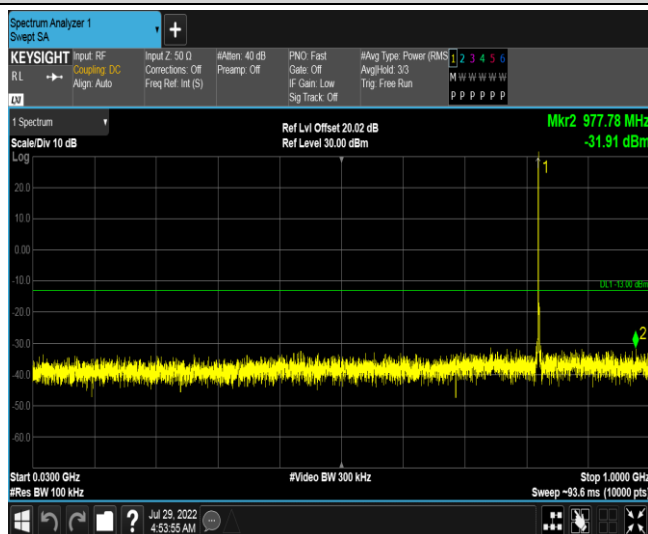 Spectrum Analyzer 1
Swept SA
KEYSIGHT
RL
LXI
Input: RF
Coupling: DC
Align: Auto
Input Z: 50 Ω
Corrections: Off
Freq Ref: Int (S)
#Atten: 40 dB
Preamp: Off
PNO: Fast
Gate: Off
IF Gain: Low
Sig Track: Off
#Avg Type: Power (RMS
Avg|Hold: 3/3
Trig: Free Run
1 2 3 4 5 6
M W W W W W
P P P P P P
1 Spectrum
Scale/Div 10 dB
Ref Lvl Offset 20.02 dB
Ref Level 30.00 dBm
Mkr2 977.78 MHz
-31.91 dBm
Log
1
20.0
10.0
0.00
-10.0
DL1 -13.00 dBm
-20.0
-30.0
2
-40.0
-50.0
-60.0
Start 0.0300 GHz
#Video BW 300 kHz
Stop 1.0000 GHz
#Res BW 100 kHz
Sweep ~93.6 ms (10000 pts)
?
Jul 29, 2022
4:53:55 AM